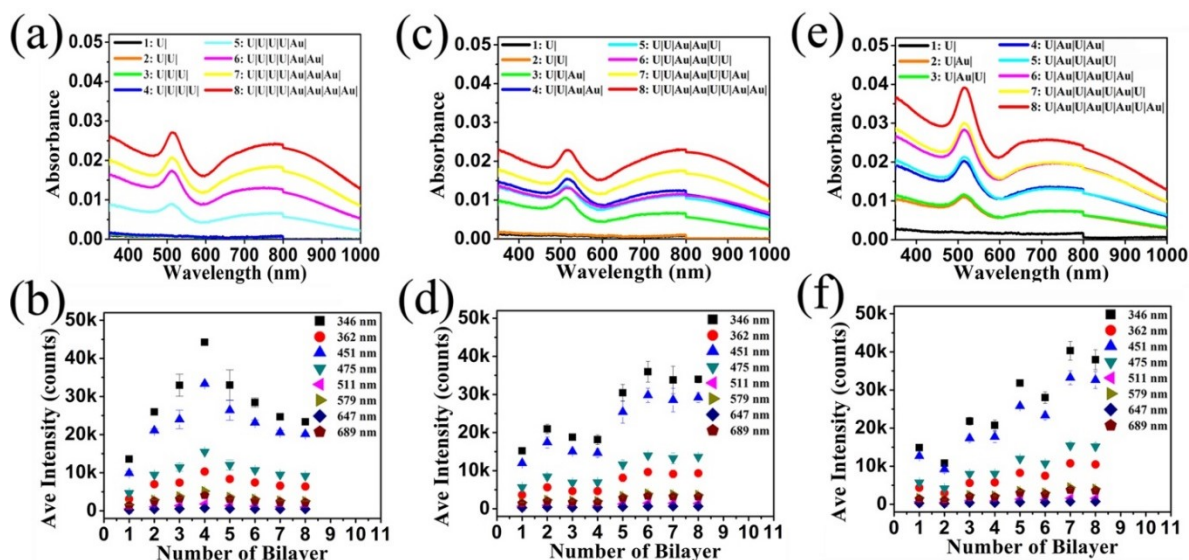 (a)
0.05
0.04
0.03
0.02
0.01
0.00
Absorbance
1: U|
2: U|U|
3: U|U|U|
4: U|U|U|U|
5: U|U|U|U|Au|
6: U|U|U|U|Au|Au|
7: U|U|U|U|Au|Au|Au|
8: U|U|U|U|Au|Au|Au|Au|
400 500 600 700 800 900 1000
Wavelength (nm)
(c)
0.05
0.04
0.03
0.02
0.01
0.00
Absorbance
1: U|
2: U|U|
3: U|U|Au|
4: U|U|Au|Au|
5: U|U|Au|Au|U|
6: U|U|Au|Au|U|U|
7: U|U|Au|Au|U|U|Au|
8: U|U|Au|Au|U|U|Au|Au|
400 500 600 700 800 900 1000
Wavelength (nm)
(e)
0.05
0.04
0.03
0.02
0.01
0.00
Absorbance
1: U|
2: U|Au|
3: U|Au|U|
4: U|Au|U|Au|
5: U|Au|U|Au|U|
6: U|Au|U|Au|U|Au|
7: U|Au|U|Au|U|Au|U|
8: U|Au|U|Au|U|Au|U|Au|
400 500 600 700 800 900 1000
Wavelength (nm)
(b)
50k
40k
30k
20k
10k
0
Ave Intensity (counts)
346 nm
362 nm
451 nm
475 nm
511 nm
579 nm
647 nm
689 nm
0 1 2 3 4 5 6 7 8 9 10 11
Number of Bilayer
(d)
50k
40k
30k
20k
10k
0
Ave Intensity (counts)
346 nm
362 nm
451 nm
475 nm
511 nm
579 nm
647 nm
689 nm
0 1 2 3 4 5 6 7 8 9 10 11
Number of Bilayer
(f)
50k
40k
30k
20k
10k
0
Ave Intensity (counts)
346 nm
362 nm
451 nm
475 nm
511 nm
579 nm
647 nm
689 nm
0 1 2 3 4 5 6 7 8 9 10 11
Number of Bilayer